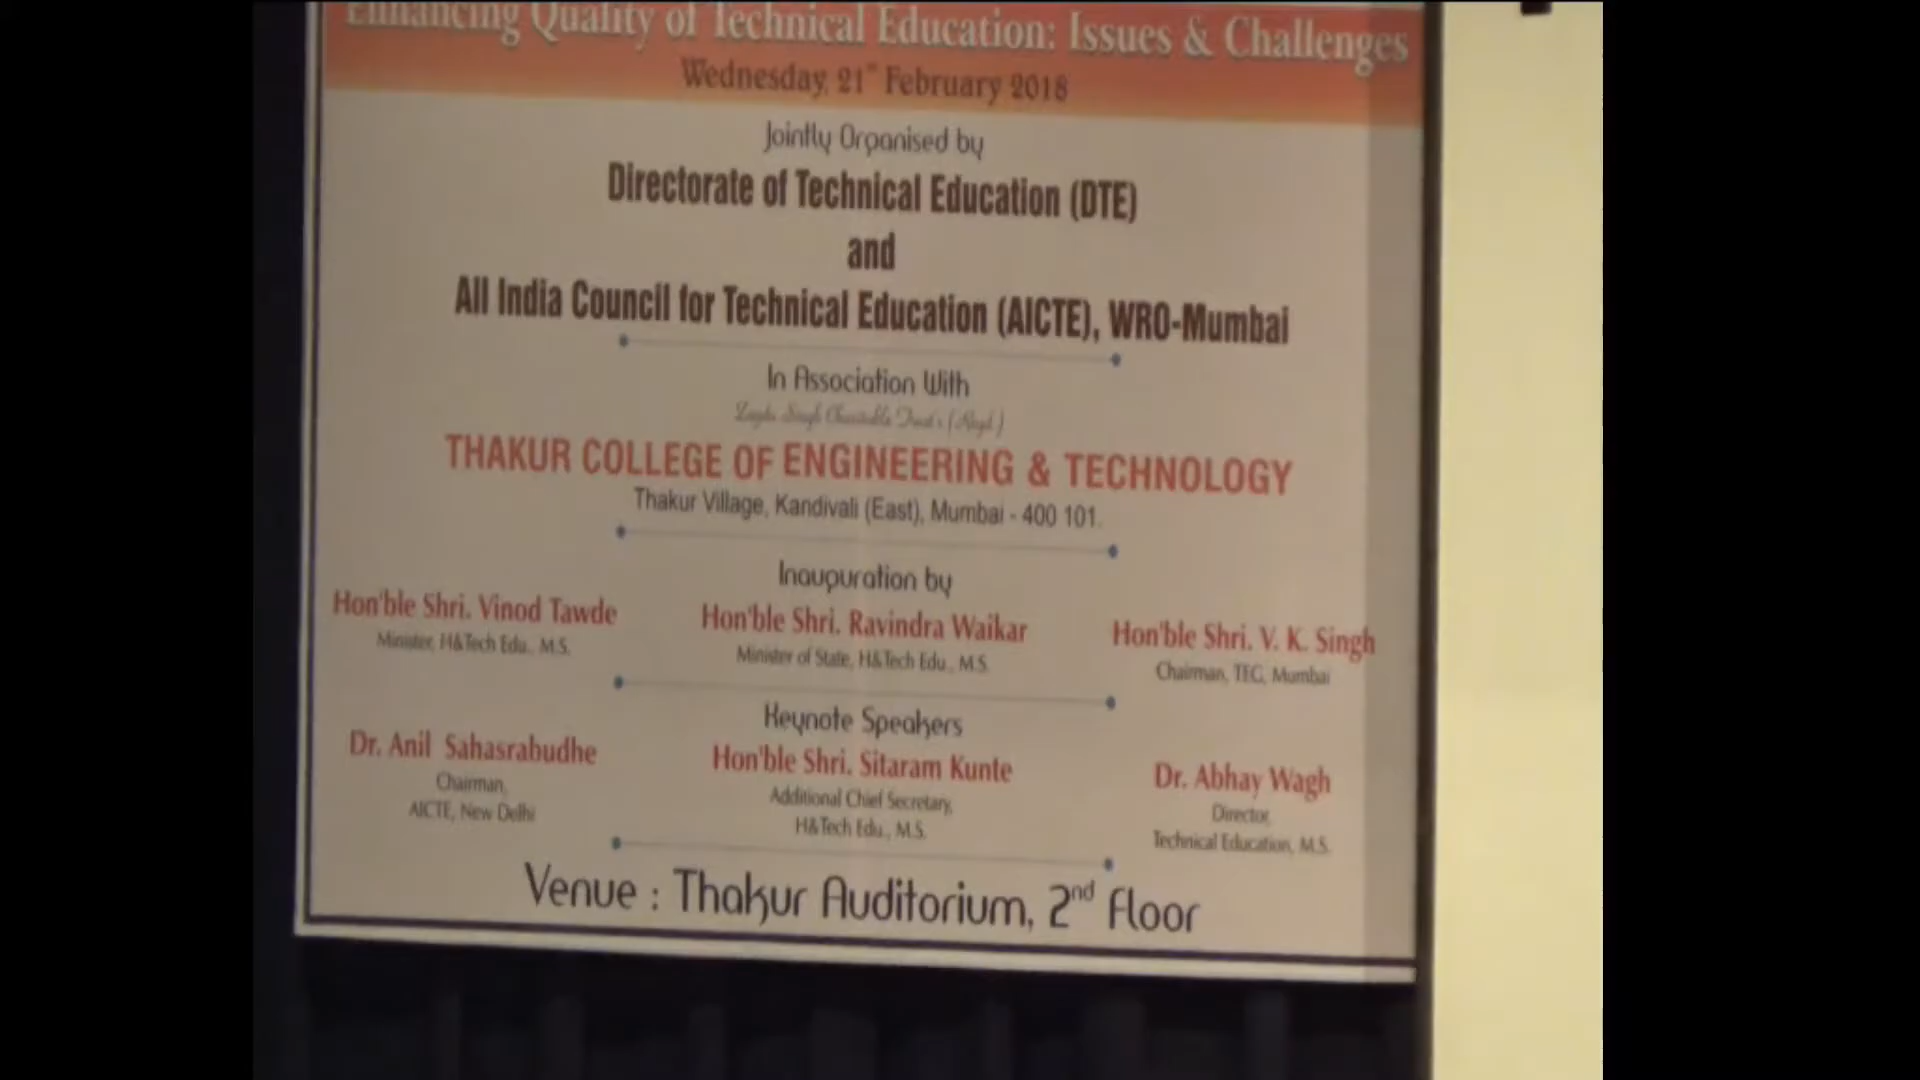 Enhancing Quality of Technical Education: Issues & Challenges
Wednesday, 21st February 2018
Jointly Organised by
Directorate of Technical Education (DTE)
and
All India Council for Technical Education (AICTE), WRO-Mumbai
In Association With
Singh Charitable Trust's (Regd.)
THAKUR COLLEGE OF ENGINEERING & TECHNOLOGY
Thakur Village, Kandivali (East), Mumbai - 400 101.
Inauguration by
Hon'ble Shri. Vinod Tawde
Minister, H&Tech Edu., M.S.
Hon'ble Shri. Ravindra Waikar
Minister of State, H&Tech Edu., M.S.
Hon'ble Shri. V. K. Singh
Chairman, TEG, Mumbai
Keynote Speakers
Dr. Anil Sahasrabudhe
Chairman,
AICTE, New Delhi
Hon'ble Shri. Sitaram Kunte
Additional Chief Secretary,
H&Tech Edu., M.S.
Dr. Abhay Wagh
Director,
Technical Education, M.S.
Venue : Thakur Auditorium, 2nd Floor